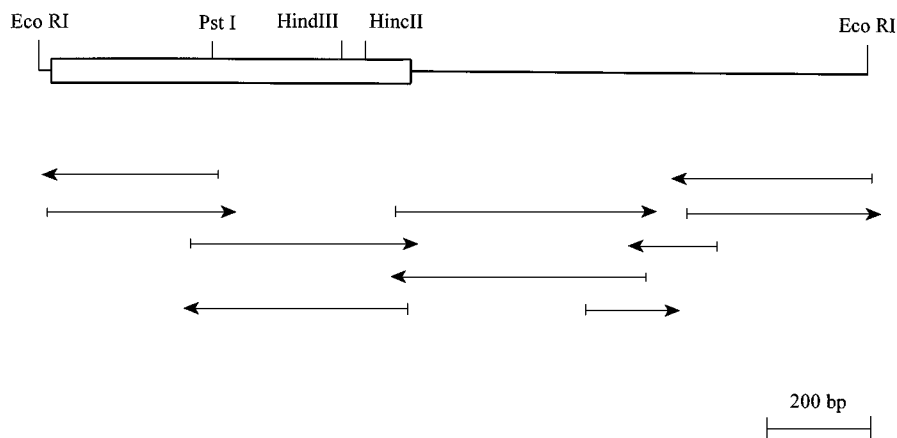 Eco RI
Pst I
HindIII
HincII
Eco RI
200 bp